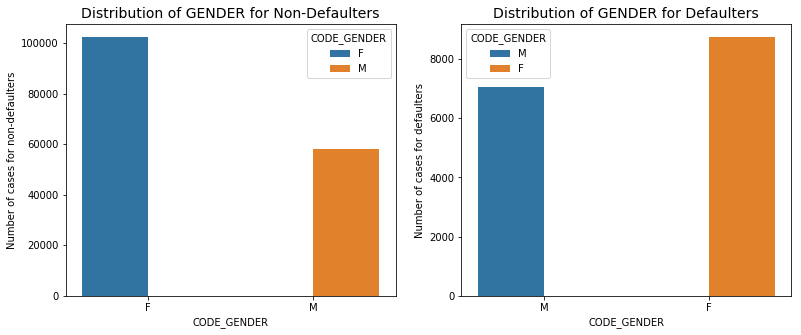 Distribution of GENDER for Non-Defaulters
Number of cases for non-defaulters
100000
80000
60000
40000
20000
0
CODE_GENDER
F
M
F
M
CODE_GENDER
Distribution of GENDER for Defaulters
Number of cases for defaulters
8000
6000
4000
2000
0
CODE_GENDER
M
F
M
F
CODE_GENDER